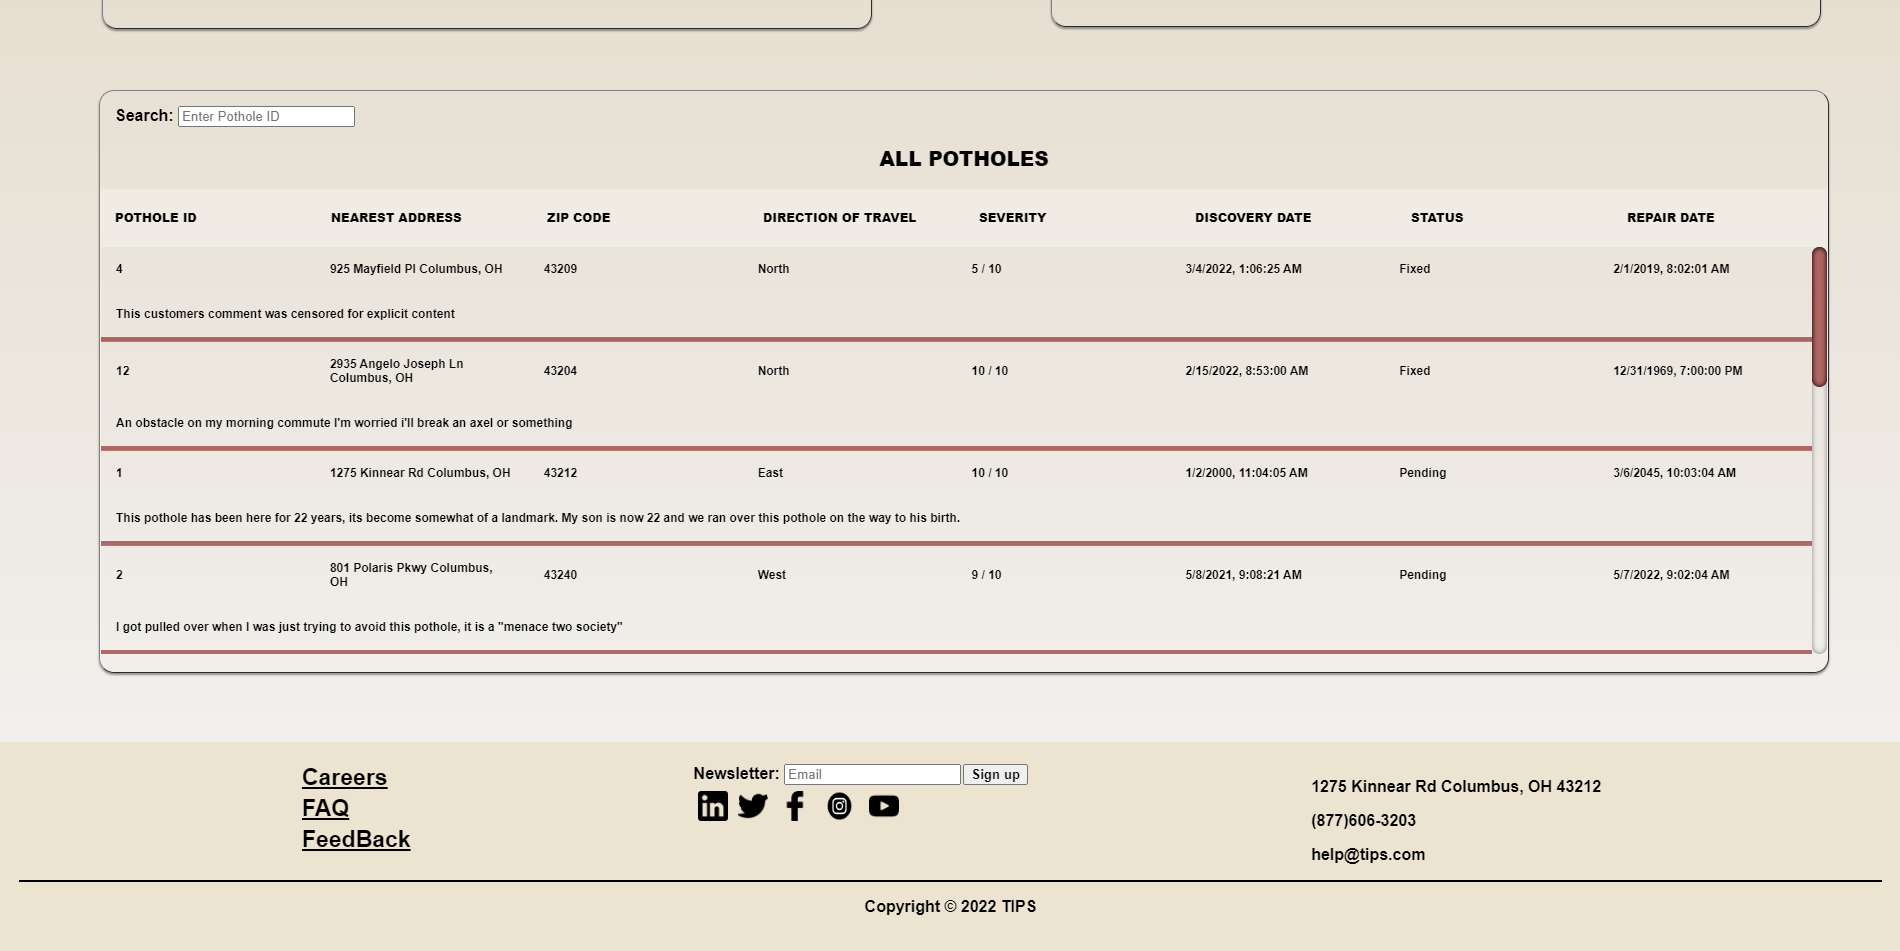 Search: Enter Pothole ID
ALL POTHOLES
POTHOLE ID NEAREST ADDRESS ZIP CODE DIRECTION OF TRAVEL SEVERITY DISCOVERY DATE STATUS REPAIR DATE
4 925 Mayfield Pl Columbus, OH 43209 North 5 / 10 3/4/2022, 1:06:25 AM Fixed 2/1/2019, 8:02:01 AM
This customers comment was censored for explicit content
12 2935 Angelo Joseph Ln Columbus, OH 43204 North 10 / 10 2/15/2022, 8:53:00 AM Fixed 12/31/1969, 7:00:00 PM
An obstacle on my morning commute I'm worried i'll break an axel or something
1 1275 Kinnear Rd Columbus, OH 43212 East 10 / 10 1/2/2000, 11:04:05 AM Pending 3/6/2045, 10:03:04 AM
This pothole has been here for 22 years, its become somewhat of a landmark. My son is now 22 and we ran over this pothole on the way to his birth.
2 801 Polaris Pkwy Columbus, OH 43240 West 9 / 10 5/8/2021, 9:08:21 AM Pending 5/7/2022, 9:02:04 AM
I got pulled over when I was just trying to avoid this pothole, it is a "menace two society"
Careers
FAQ
FeedBack
Newsletter: Email Sign up
1275 Kinnear Rd Columbus, OH 43212
(877)606-3203
help@tips.com
Copyright © 2022 TIPS